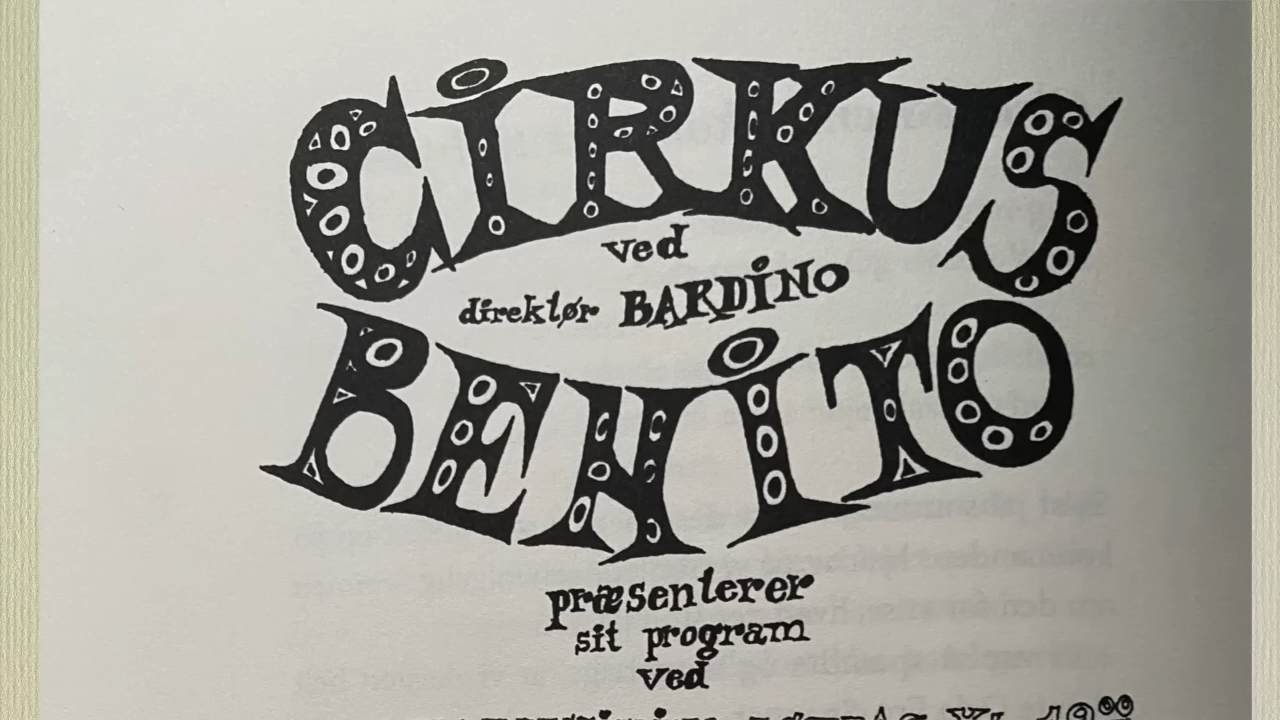 CiRKUS
ved
direktør BARDiNO
BENiTO
præsenterer
sit program
ved